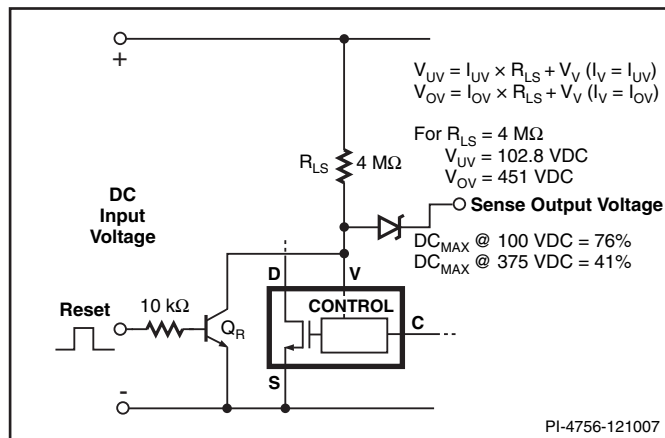 +
V_UV = I_UV × R_LS + V_V (I_V = I_UV)
V_OV = I_OV × R_LS + V_V (I_V = I_OV)
For R_LS = 4 MΩ
V_UV = 102.8 VDC
V_OV = 451 VDC
R_LS 4 MΩ
DC
Input
Voltage
Sense Output Voltage
DC_MAX @ 100 VDC = 76%
DC_MAX @ 375 VDC = 41%
D V
CONTROL
Reset
10 kΩ
Q_R
C
S
-
PI-4756-121007